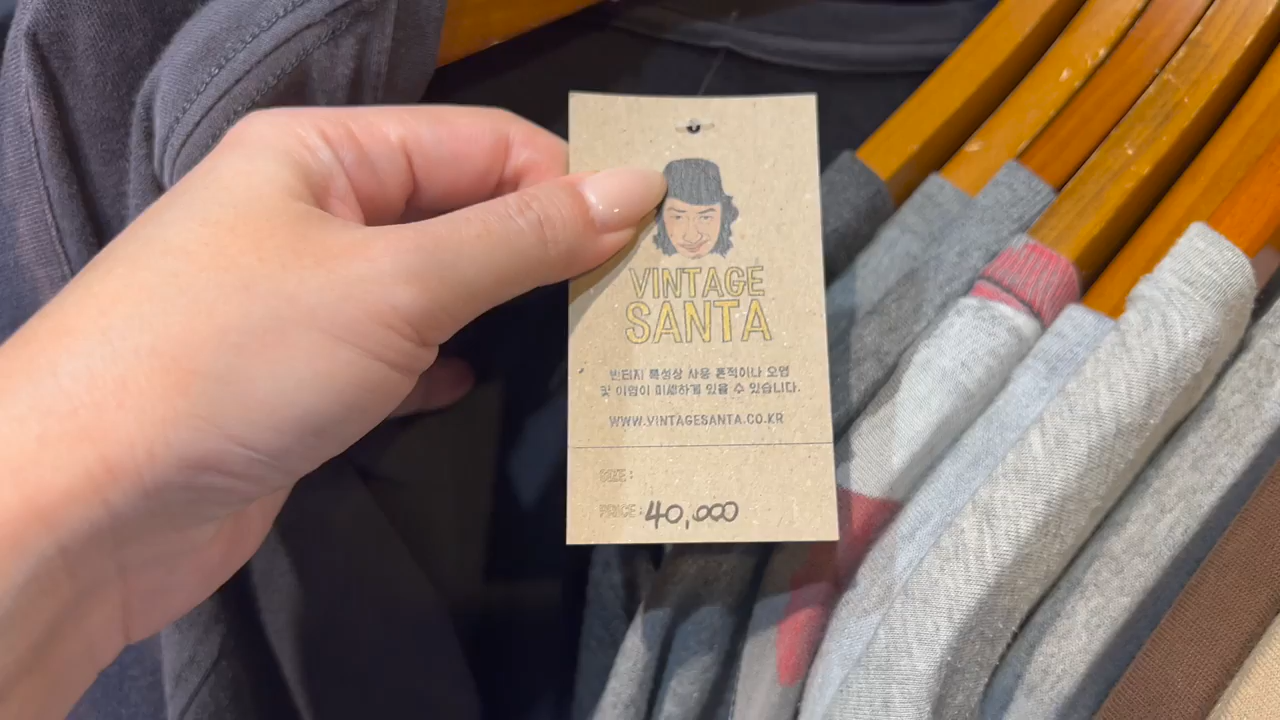 VINTAGE
SANTA
빈티지 특성상 사용 흔적이나 오염
및 이염이 미세하게 있을 수 있습니다.
WWW.VINTAGESANTA.CO.KR
SIZE:
PRICE: 40,000